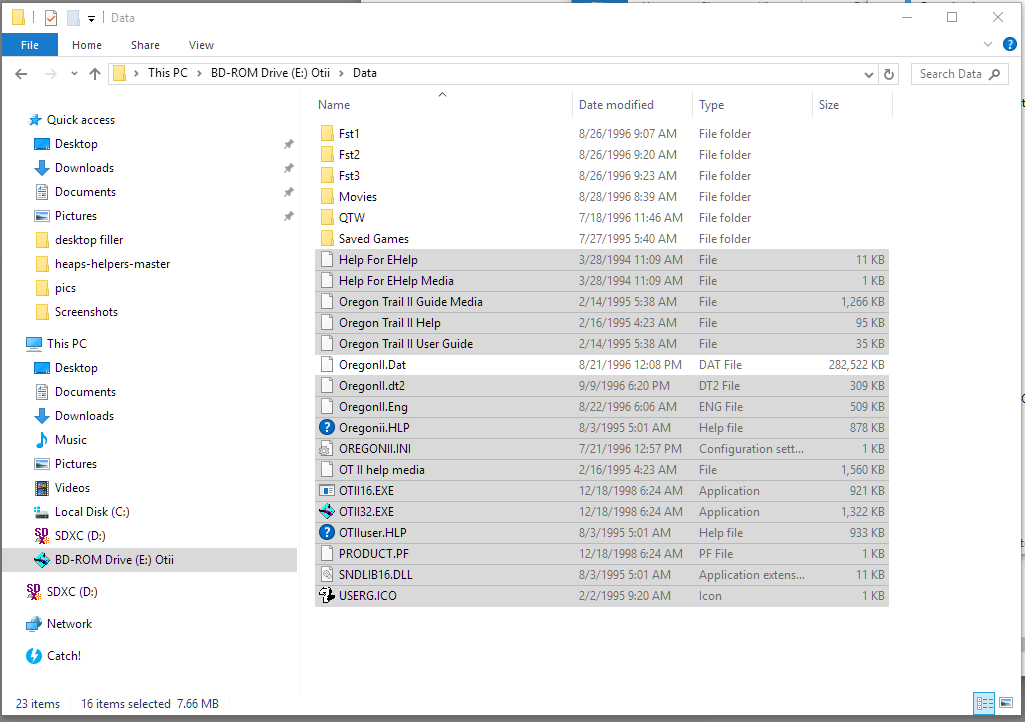 Data
File Home Share View
This PC BD-ROM Drive (E:) Otii Data Search Data
Name Date modified Type Size
Quick access
Desktop
Downloads
Documents
Pictures
desktop filler
heaps-helpers-master
pics
Screenshots
This PC
Desktop
Documents
Downloads
Music
Pictures
Videos
Local Disk (C:)
SDXC (D:)
BD-ROM Drive (E:) Otii
SDXC (D:)
Network
Catch!
Fst1 8/26/1996 9:07 AM File folder
Fst2 8/26/1996 9:20 AM File folder
Fst3 8/26/1996 9:23 AM File folder
Movies 8/28/1996 8:39 AM File folder
QTW 7/18/1996 11:46 AM File folder
Saved Games 7/27/1995 5:40 AM File folder
Help For EHelp 3/28/1994 11:09 AM File 11 KB
Help For EHelp Media 3/28/1994 11:09 AM File 1 KB
Oregon Trail II Guide Media 2/14/1995 5:38 AM File 1,266 KB
Oregon Trail II Help 2/16/1995 4:23 AM File 95 KB
Oregon Trail II User Guide 2/14/1995 5:38 AM File 35 KB
OregonII.Dat 8/21/1996 12:08 PM DAT File 282,522 KB
OregonII.dt2 9/9/1996 6:20 PM DT2 File 309 KB
OregonII.Eng 8/22/1996 6:06 AM ENG File 509 KB
Oregonii.HLP 8/3/1995 5:01 AM Help file 878 KB
OREGONII.INI 7/21/1996 12:57 PM Configuration sett... 1 KB
OT II help media 2/16/1995 4:23 AM File 1,560 KB
OTII16.EXE 12/18/1998 6:24 AM Application 921 KB
OTII32.EXE 12/18/1998 6:24 AM Application 1,322 KB
OTIIuser.HLP 8/3/1995 5:01 AM Help file 933 KB
PRODUCT.PF 12/18/1998 6:24 AM PF File 1 KB
SNDLIB16.DLL 8/3/1995 5:01 AM Application extens... 11 KB
USERG.ICO 2/2/1995 9:20 AM Icon 1 KB
23 items 16 items selected 7.66 MB